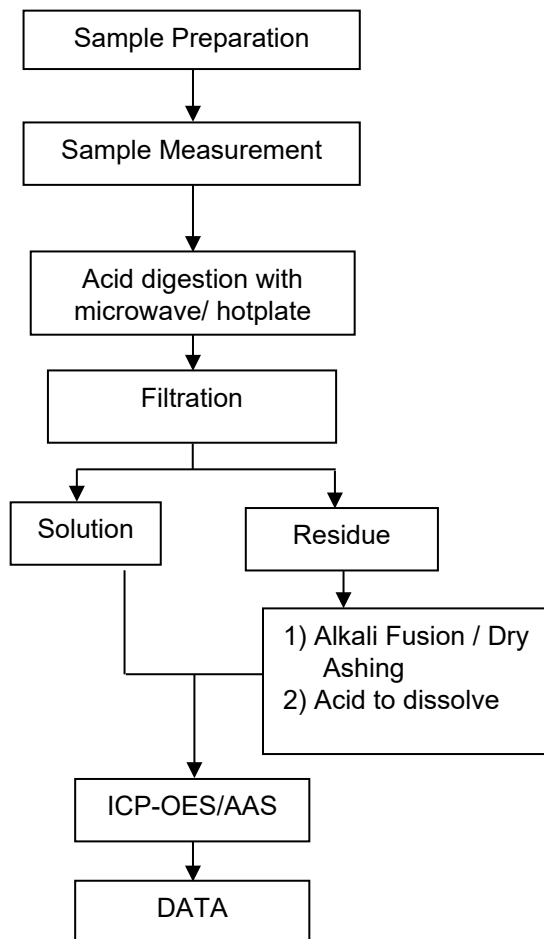 Sample Preparation
Sample Measurement
Acid digestion with
microwave/ hotplate
Filtration
Solution
Residue
1) Alkali Fusion / Dry
Ashing
2) Acid to dissolve
ICP-OES/AAS
DATA